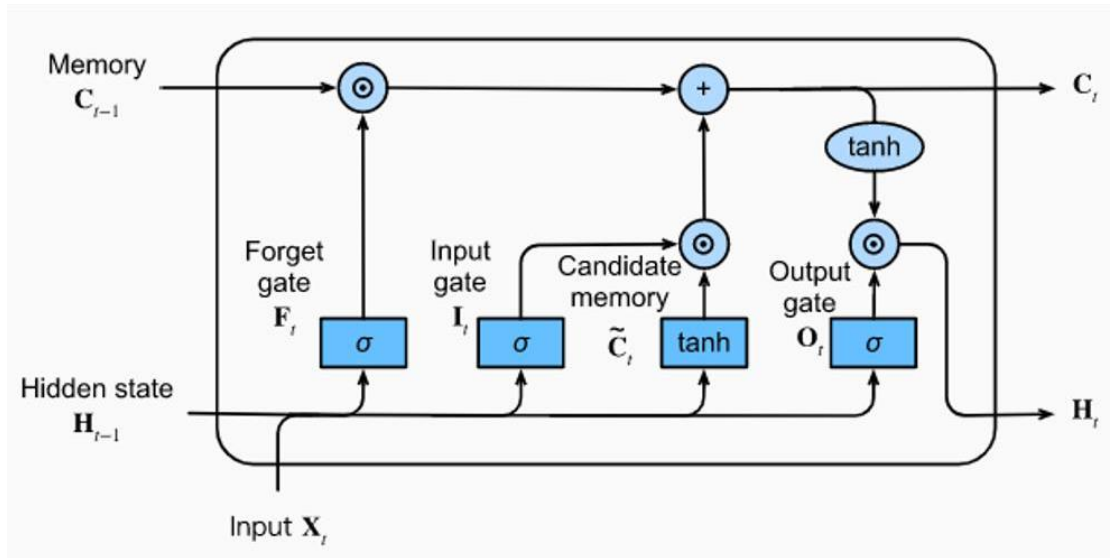 Memory
C_{t-1}
⊙
+
C_t
tanh
Forget
gate
F_t
Input
gate
I_t
⊙
Candidate
memory
C̃_t
Output
gate
O_t
⊙
σ
σ
tanh
σ
Hidden state
H_{t-1}
H_t
Input X_t